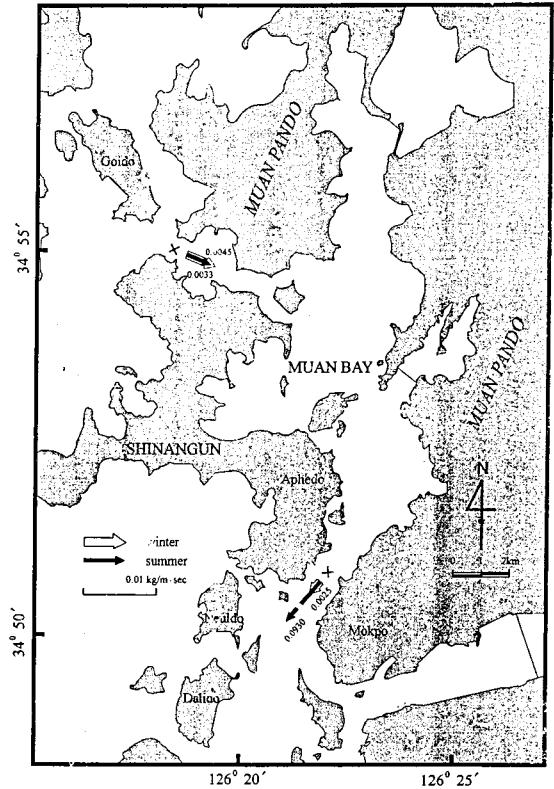 Goido
MUAN PANDO
34° 55'
0.0045
0.0033
MUAN BAY
MUAN PANDO
SHINANGUN
Aphedo
N
winter
summer
0.01 kg/m·sec
0
2km
0.0025
0.0930
Mokpo
34° 50'
126° 20'
126° 25'